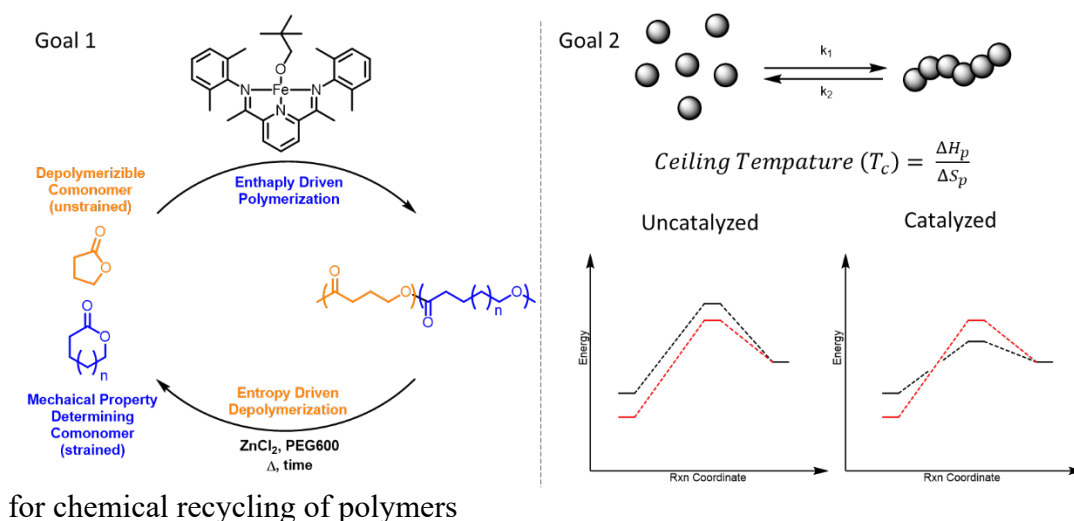 Goal 1
O
N
Fe
N
N
Depolymerizible
Comonomer
(unstrained)
Enthaply Driven
Polymerization
O
O
O
O
O
O
n
O
O
n
Mechaical Property
Determining
Comonomer
(strained)
Entropy Driven
Depolymerization
ZnCl2, PEG600
Δ, time
Goal 2
k1
k2
Ceiling Tempature (Tc) = ΔHp/ΔSp
Uncatalyzed
Energy
Rxn Coordinate
Catalyzed
Energy
Rxn Coordinate
for chemical recycling of polymers